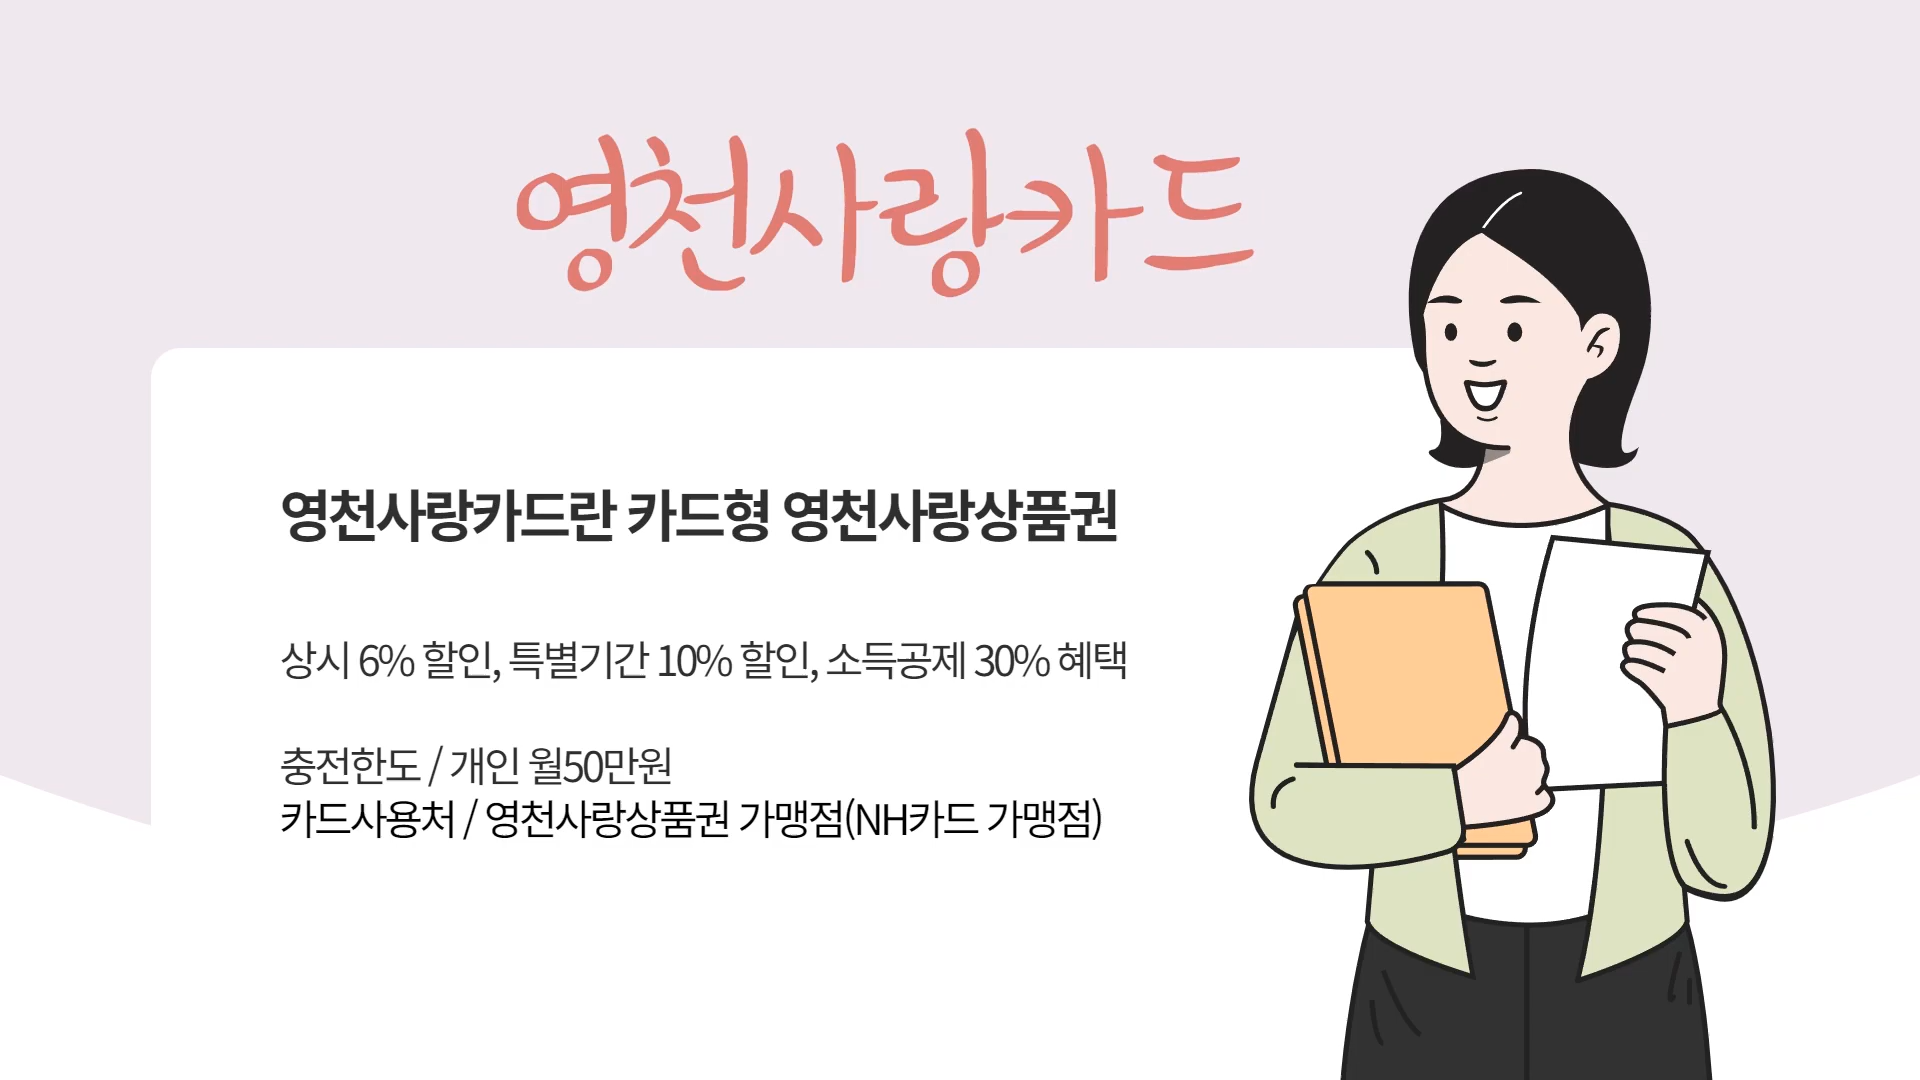 영천사랑카드
영천사랑카드란 카드형 영천사랑상품권
상시 6% 할인, 특별기간 10% 할인, 소득공제 30% 혜택
충전한도 / 개인 월50만원
카드사용처 / 영천사랑상품권 가맹점(NH카드 가맹점)